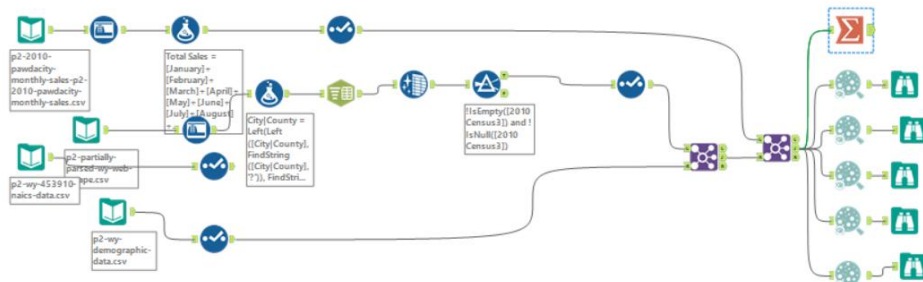 p2-2010-
pawdacity-
monthly-sales-p2-
2010-pawdacity-
monthly-sales.csv
Total Sales =
[January]+
[February]+
[March]+[April]+
[May]+[June]+
[July]+[August]
+
p2-partially-
parsed-wy-web-
ape.csv
City|County =
Left(Left
([City|County],
FindString
([City|County],
'?')), FindStri...
!IsEmpty([2010
Census3]) and !
IsNull([2010
Census3])
p2-wy-453910-
naics-data.csv
p2-wy-
demographic-
data.csv